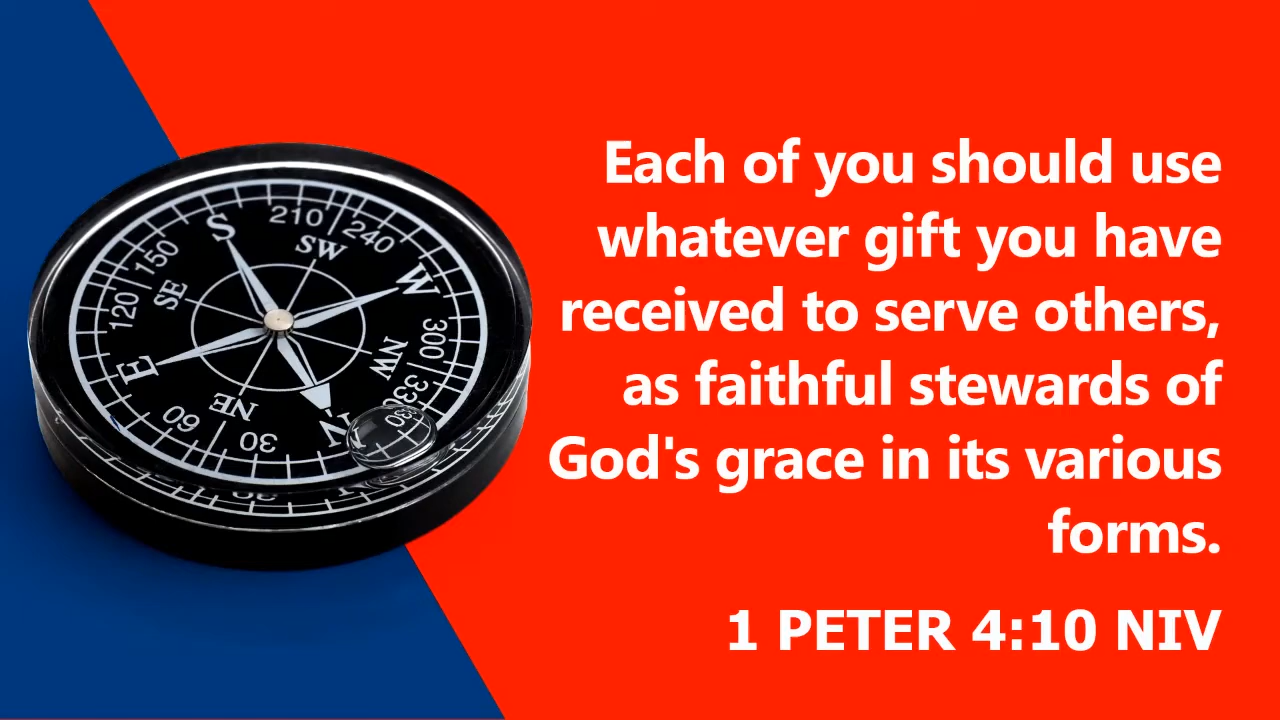 Each of you should use
whatever gift you have
received to serve others,
as faithful stewards of
God's grace in its various
forms.
1 PETER 4:10 NIV
S
210
SW
240
W
300
NW
330
N
30
NE
60
E
120
SE
150